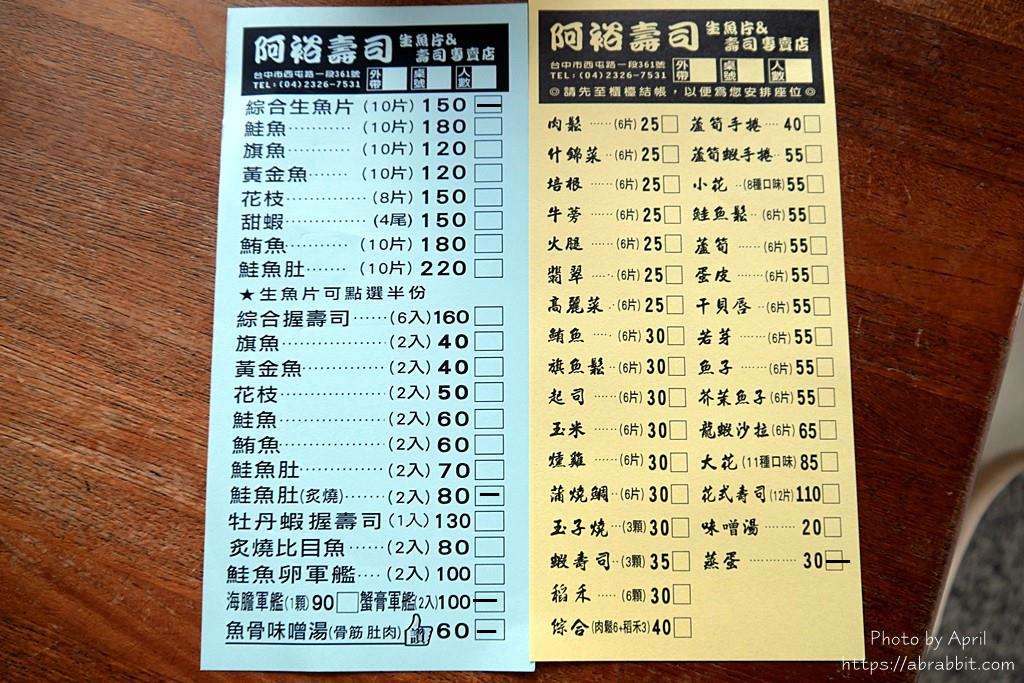 阿裕壽司 生魚片&
壽司專賣店
台中市西屯路一段361號
TEL:(04)2326-7531
外帶 桌號 人數
綜合生魚片(10片)150
鮭魚··········(10片)180
旗魚··········(10片)120
黃金魚·······(10片)120
花枝············(8片)150
甜蝦············(4尾)150
鮪魚··········(10片)180
鮭魚肚·······(10片)220
★生魚片可點選半份
綜合握壽司······(6入)160
旗魚················(2入)40
黃金魚·············(2入)40
花枝················(2入)50
鮭魚················(2入)60
鮪魚················(2入)60
鮭魚肚·············(2入)70
鮭魚肚(炙燒)·······(2入)80
牡丹蝦握壽司(1入)130
炙燒比目魚······(2入)80
鮭魚卵軍艦····(2入)100
海膽軍艦(1顆)90 蟹膏軍艦(2入)100
魚骨味噌湯(骨筋 肚肉) 讚 60
阿裕壽司 生魚片&
壽司專賣店
台中市西屯路一段361號
TEL:(04)2326-7531
外帶 桌號 人數
◎請先至櫃檯結帳,以便為您安排座位◎
肉鬆·····(6片)25 蘆筍手捲····40
什錦菜··(6片)25 蘆筍蝦手捲··55
培根·····(6片)25 小花··(8種口味)55
牛蒡·····(6片)25 鮭魚鬆··(6片)55
火腿·····(6片)25 蘆筍·····(6片)55
翡翠·····(6片)25 蛋皮·····(6片)55
高麗菜··(6片)25 干貝唇··(6片)55
鮪魚·····(6片)30 若芽·····(6片)55
旗魚鬆··(6片)30 魚子·····(6片)55
起司·····(6片)30 芥菜魚子(6片)55
玉米·····(6片)30 龍蝦沙拉(6片)65
燻雞·····(6片)30 大花(11種口味)85
蒲燒鯛··(6片)30 花式壽司(12片)110
玉子燒··(3顆)30 味噌湯········20
蝦壽司··(3顆)35 蒸蛋···········30
稻禾·····(6顆)30
綜合(肉鬆6+稻禾3)40
Photo by April
https://abrabbit.com